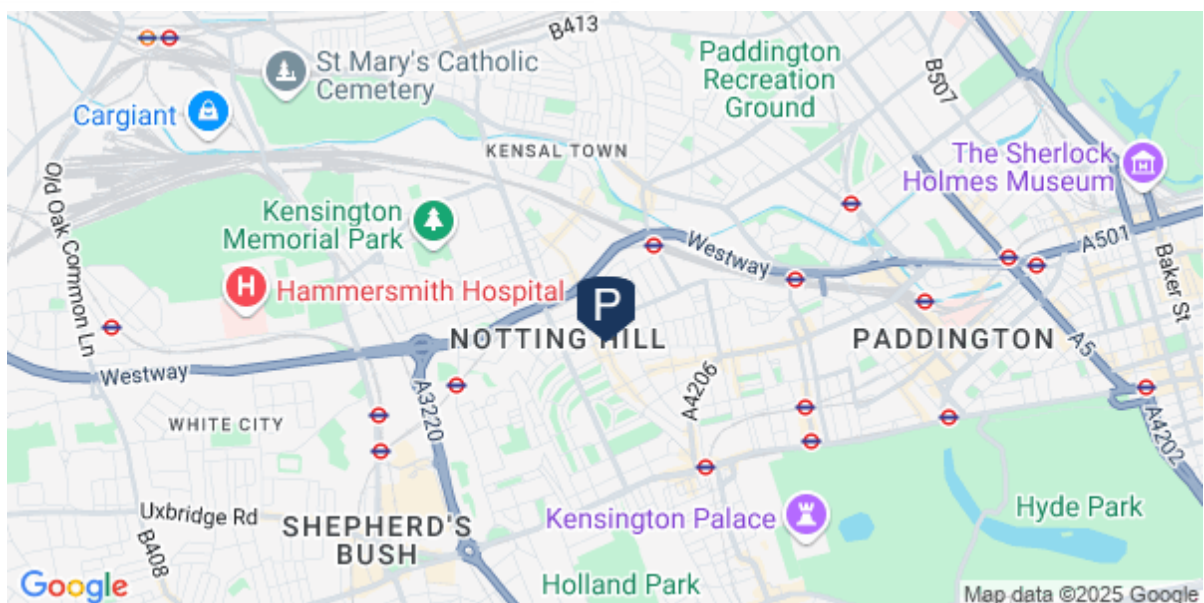 B413
St Mary's Catholic
Cemetery
Paddington
Recreation
Ground
B507
Cargiant
KENSAL TOWN
The Sherlock
Holmes Museum
Old Oak Common Ln
Kensington
Memorial Park
Westway
A501
Baker St
H
Hammersmith Hospital
P
NOTTING HILL
PADDINGTON
A5
Westway
A3220
A4206
WHITE CITY
A4202
Uxbridge Rd
B408
SHEPHERD'S
BUSH
Kensington Palace
Hyde Park
Holland Park
Google
Map data ©2025 Google